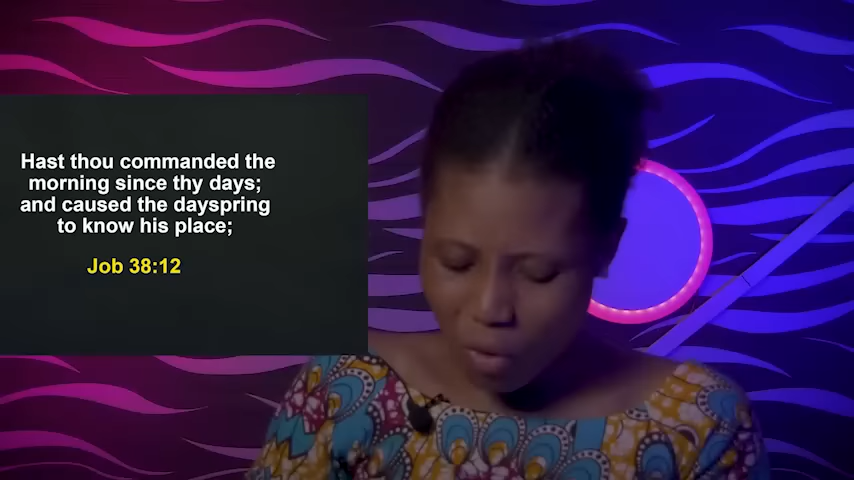 Hast thou commanded the
morning since thy days;
and caused the dayspring
to know his place;
Job 38:12